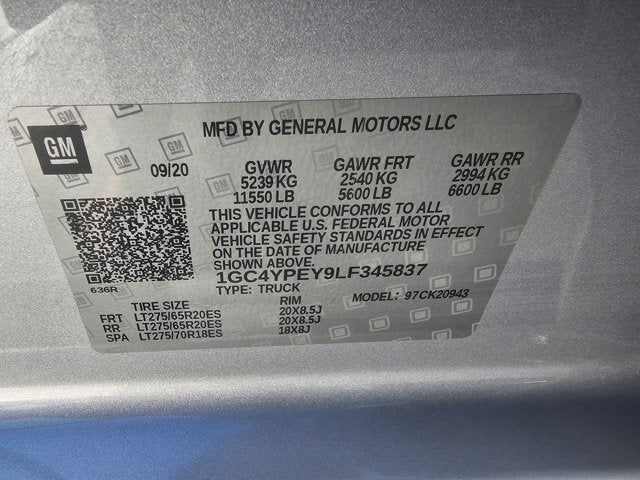 MFD BY GENERAL MOTORS LLC
GM
09/20 GVWR GAWR FRT GAWR RR
5239 KG 2540 KG 2994 KG
11550 LB 5600 LB 6600 LB
THIS VEHICLE CONFORMS TO ALL
APPLICABLE U.S. FEDERAL MOTOR
VEHICLE SAFETY STANDARDS IN EFFECT
ON THE DATE OF MANUFACTURE
SHOWN ABOVE.
1GC4YPEY9LF345837
636R
TYPE: TRUCK MODEL: 97CK20943
TIRE SIZE RIM
FRT LT275/65R20ES 20X8.5J
RR LT275/65R20ES 20X8.5J
SPA LT275/70R18ES 18X8J